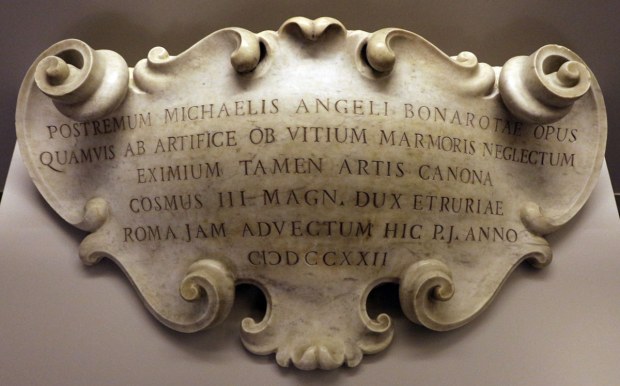 POSTREMUM MICHAELIS ANGELI BONAROTAE OPUS
QUAMVIS AB ARTIFICE OB VITIUM MARMORIS NEGLECTUM
EXIMIUM TAMEN ARTIS CANONA
COSMUS III MAGN. DUX ETRURIAE
ROMA JAM ADVECTUM HIC P.J. ANNO
CIƆDCCXXII